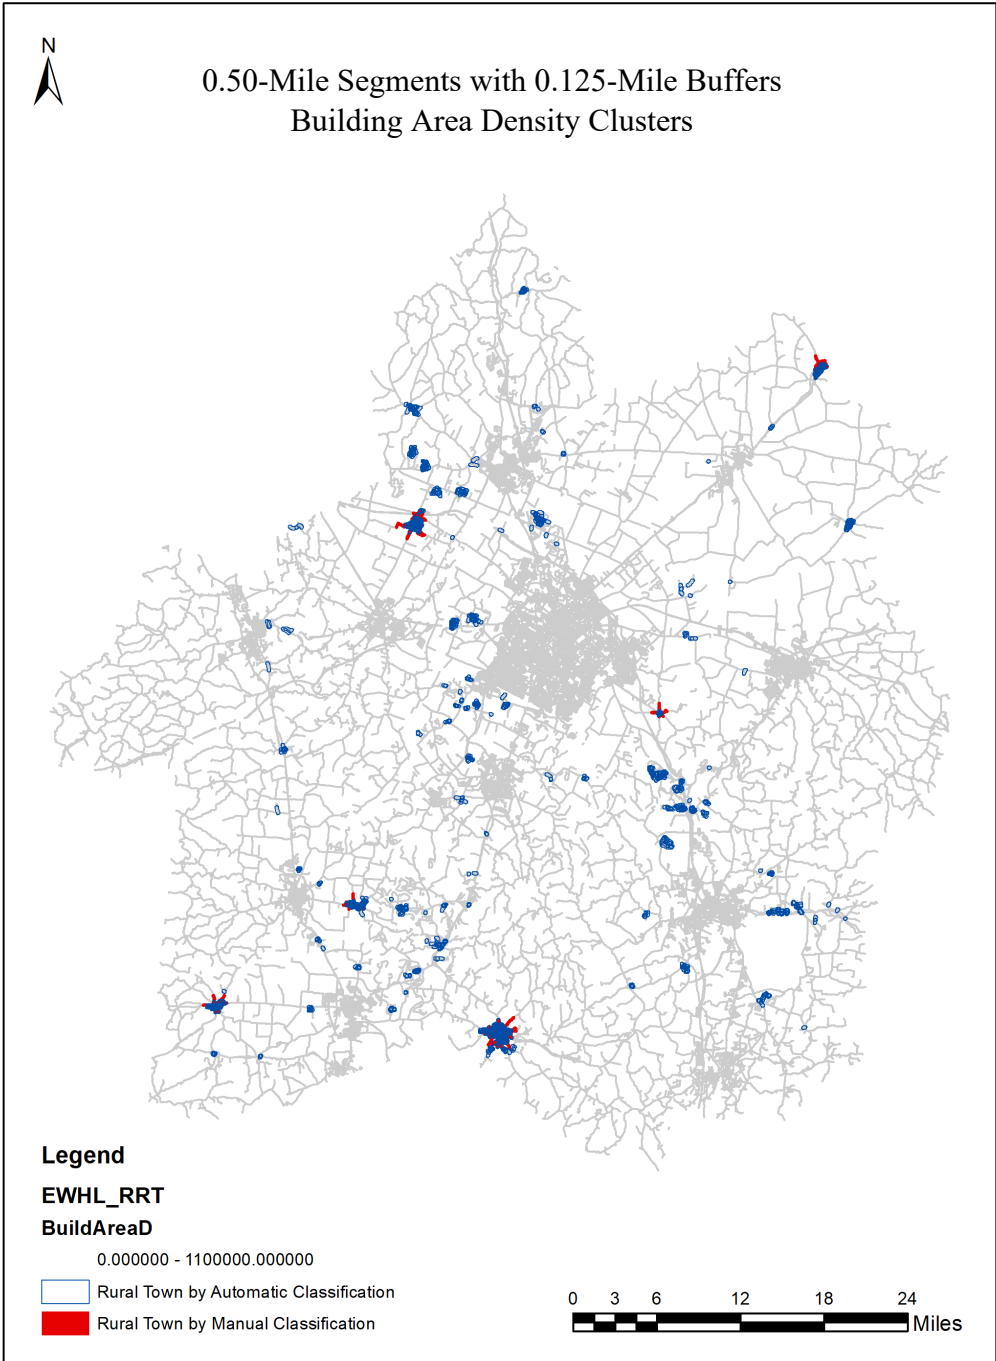 N
0.50-Mile Segments with 0.125-Mile Buffers
Building Area Density Clusters
Legend
EWHL_RRT
BuildAreaD
0.000000 - 1100000.000000
Rural Town by Automatic Classification
Rural Town by Manual Classification
0 3 6 12 18 24
Miles